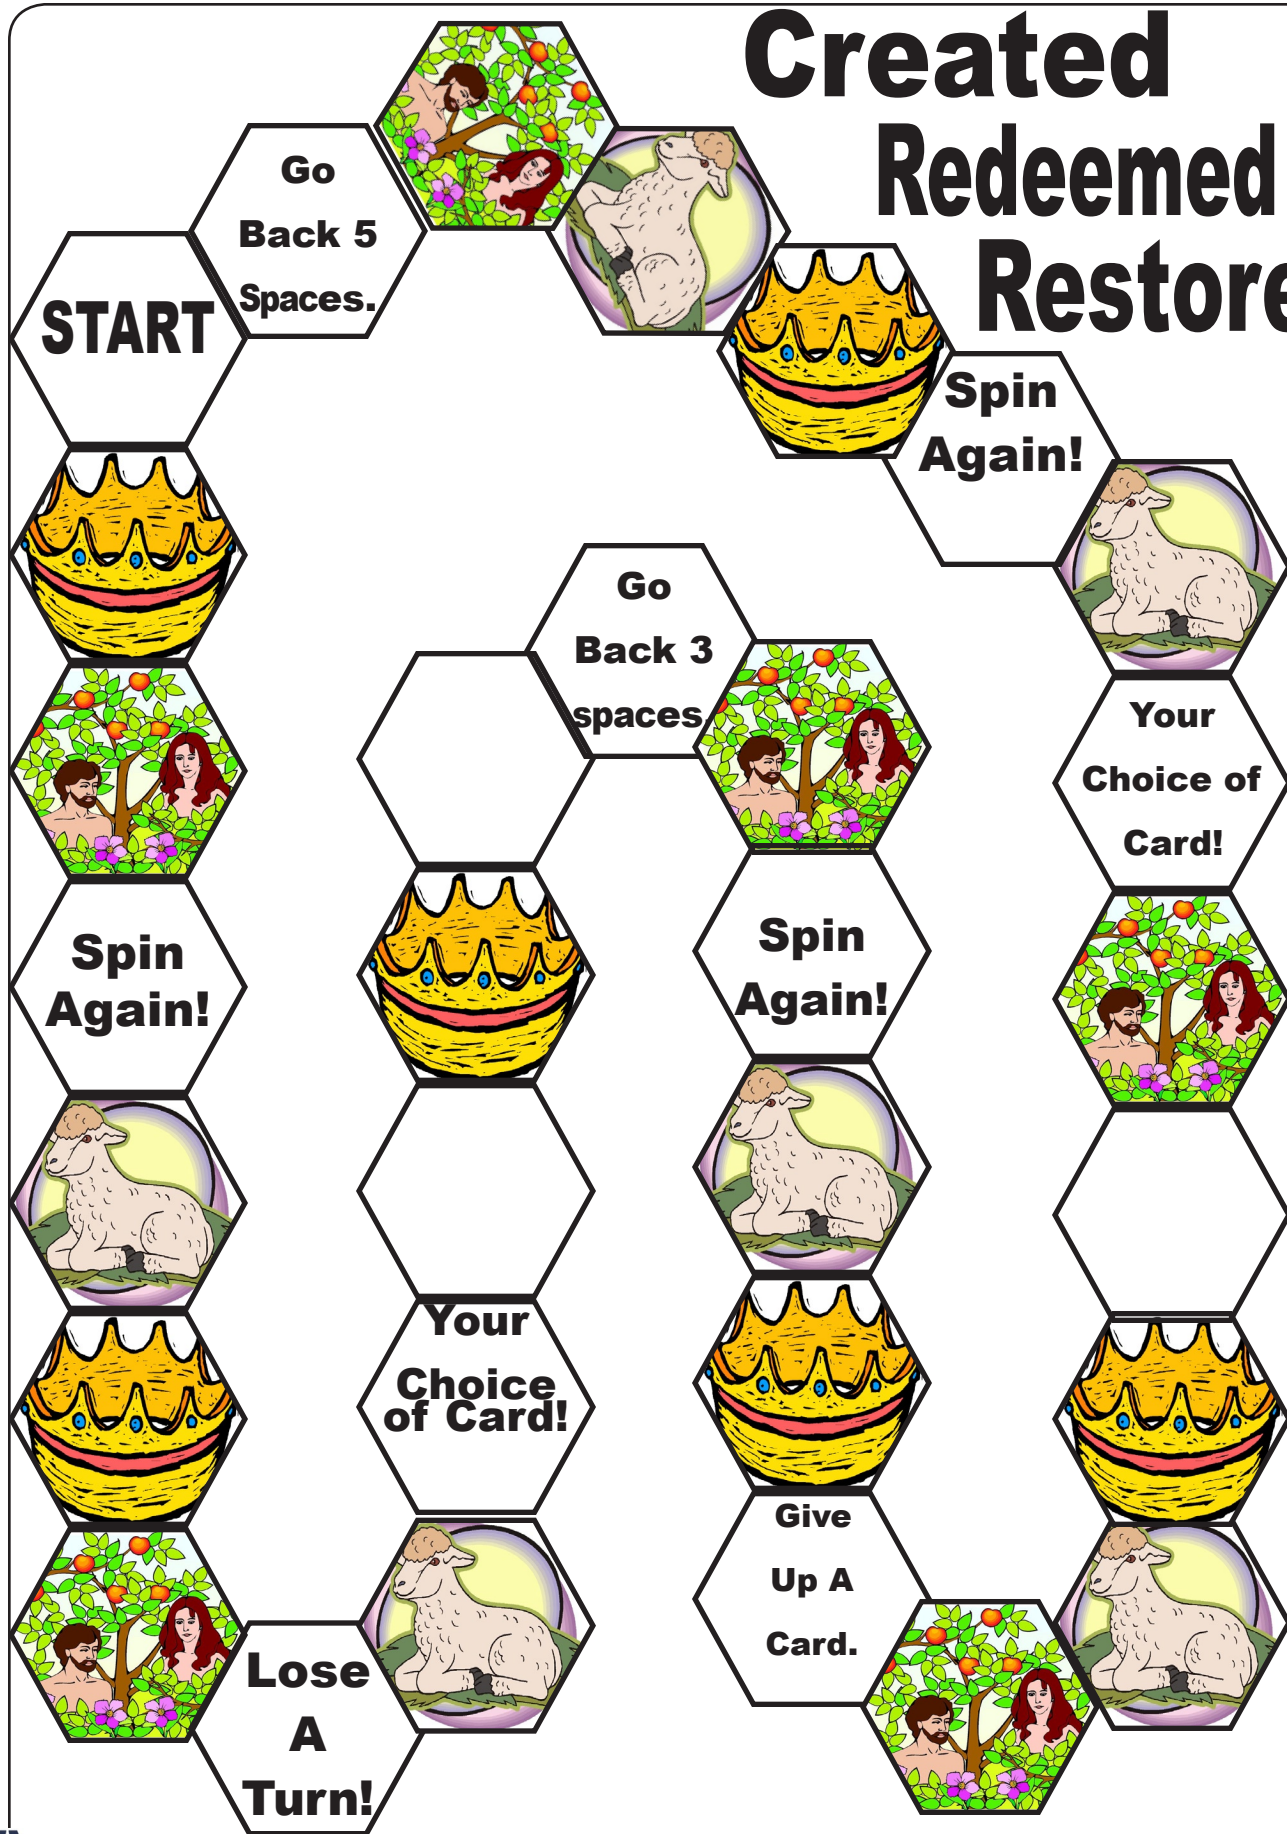 Created
Redeemed
Restore
Go
Back 5
Spaces.
START
Spin
Again!
Go
Back 3
spaces.
Your
Choice of
Card!
Spin
Again!
Spin
Again!
Your
Choice
of Card!
Give
Up A
Card.
Lose
A
Turn!